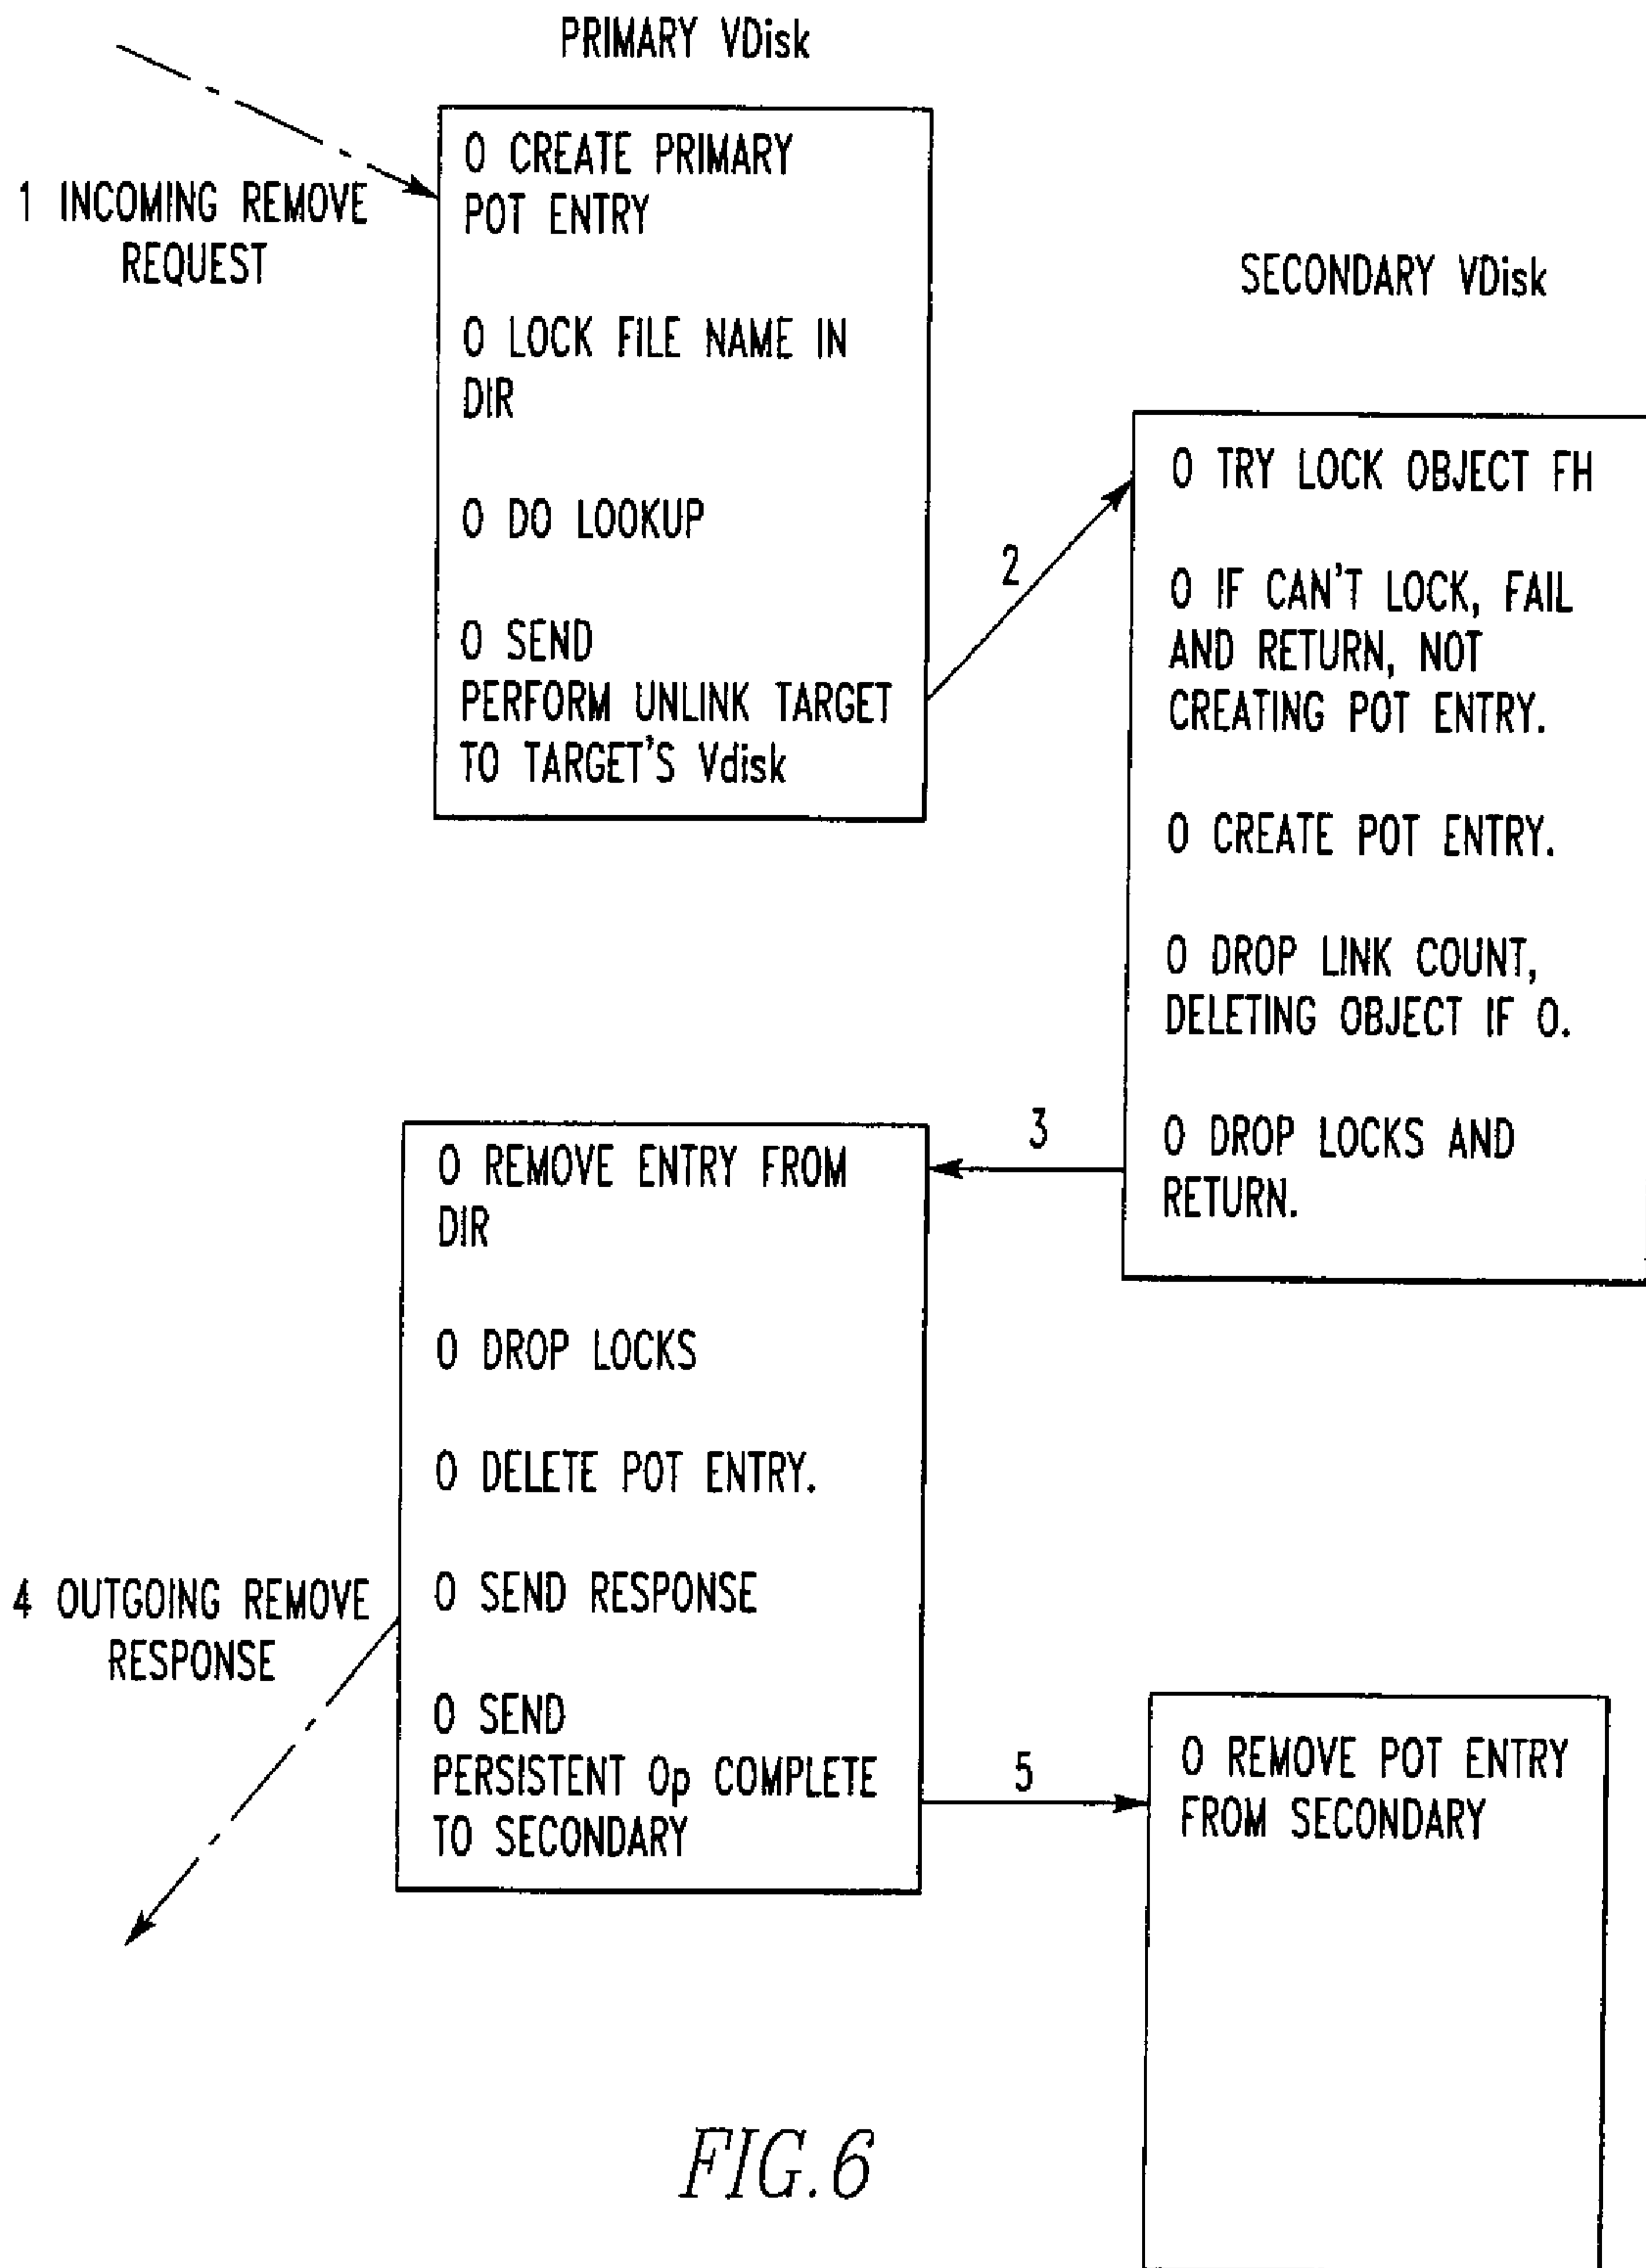 PRIMARY VDisk
1 INCOMING REMOVE
REQUEST
O CREATE PRIMARY
POT ENTRY
O LOCK FILE NAME IN
DIR
O DO LOOKUP
O SEND
PERFORM UNLINK TARGET
TO TARGET'S Vdisk
2
SECONDARY VDisk
O TRY LOCK OBJECT FH
O IF CAN'T LOCK, FAIL
AND RETURN, NOT
CREATING POT ENTRY.
O CREATE POT ENTRY.
O DROP LINK COUNT,
DELETING OBJECT IF 0.
O DROP LOCKS AND
RETURN.
3
O REMOVE ENTRY FROM
DIR
O DROP LOCKS
O DELETE POT ENTRY.
O SEND RESPONSE
O SEND
PERSISTENT Op COMPLETE
TO SECONDARY
4 OUTGOING REMOVE
RESPONSE
5
O REMOVE POT ENTRY
FROM SECONDARY
FIG.6